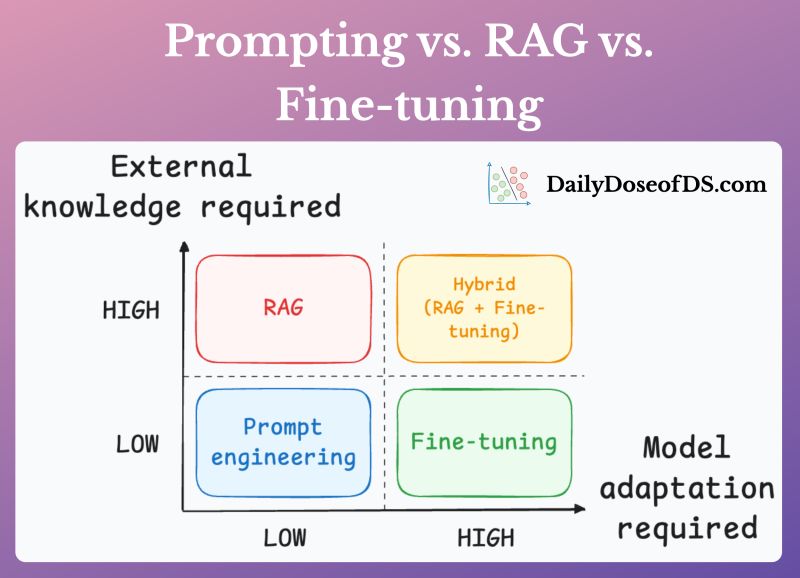 Prompting vs. RAG vs.
Fine-tuning
External
knowledge required
DailyDoseofDS.com
HIGH
RAG
Hybrid
(RAG + Fine-
tuning)
LOW
Prompt
engineering
Fine-tuning
Model
adaptation
required
LOW
HIGH